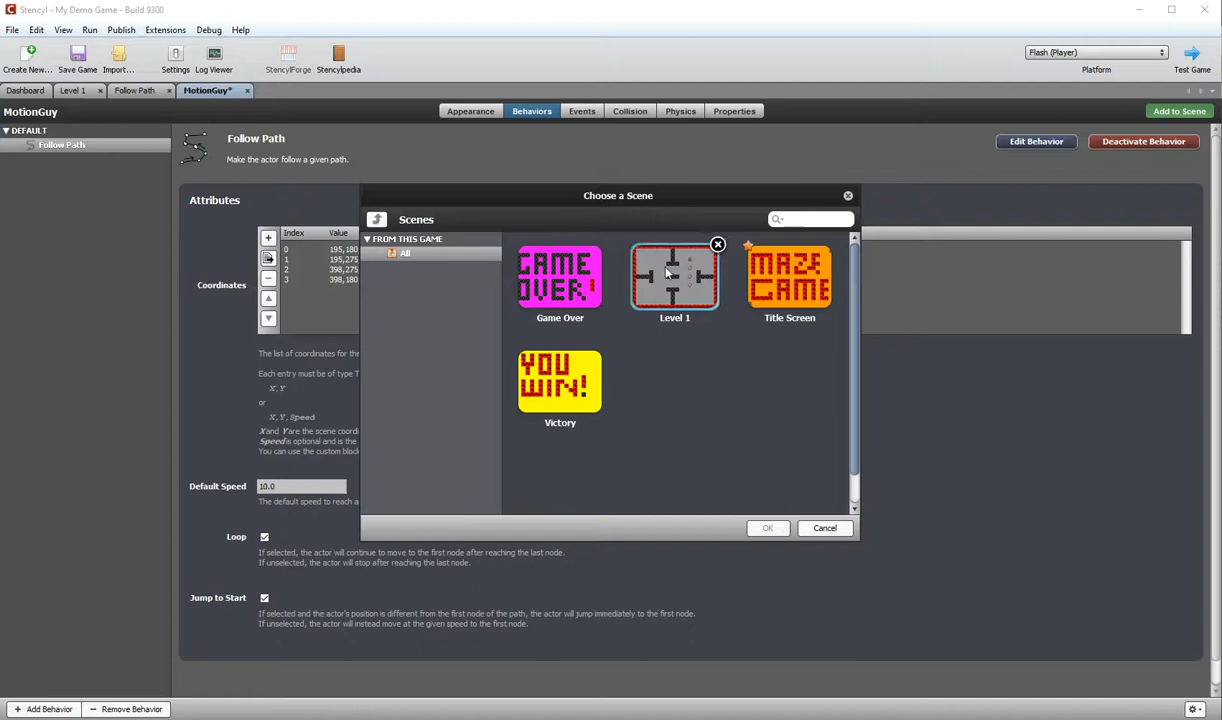 Stencyl - My Demo Game - Build 9300
File Edit View Run Publish Extensions Debug Help
Create New... Save Game Import... Settings Log Viewer StencylForge Stencylpedia Flash (Player) Platform Test Game
Dashboard Level 1 Follow Path MotionGuy*
MotionGuy Appearance Behaviors Events Collision Physics Properties Add to Scene
DEFAULT
Follow Path
Follow Path
Make the actor follow a given path.
Edit Behavior Deactivate Behavior
Attributes
Coordinates
Index Value
0 195,180
1 195,275
2 398,275
3 398,180
The list of coordinates for the
Each entry must be of type T
X,Y
or
X,Y,Speed
X and Y are the scene coordin
Speed is optional and is the
You can use the custom block
Default Speed 10.0
The default speed to reach a
Loop
If selected, the actor will continue to move to the first node after reaching the last node.
If unselected, the actor will stop after reaching the last node.
Jump to Start
If selected and the actor's position is different from the first node of the path, the actor will jump immediately to the first node.
If unselected, the actor will instead move at the given speed to the first node.
Choose a Scene
Scenes
FROM THIS GAME
All
GAME
OVER!
Game Over
Level 1
MAZE
GAME
Title Screen
YOU
WIN!
Victory
OK Cancel
+ Add Behavior − Remove Behavior